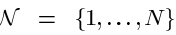 𝒩 = {1, . . . , N}